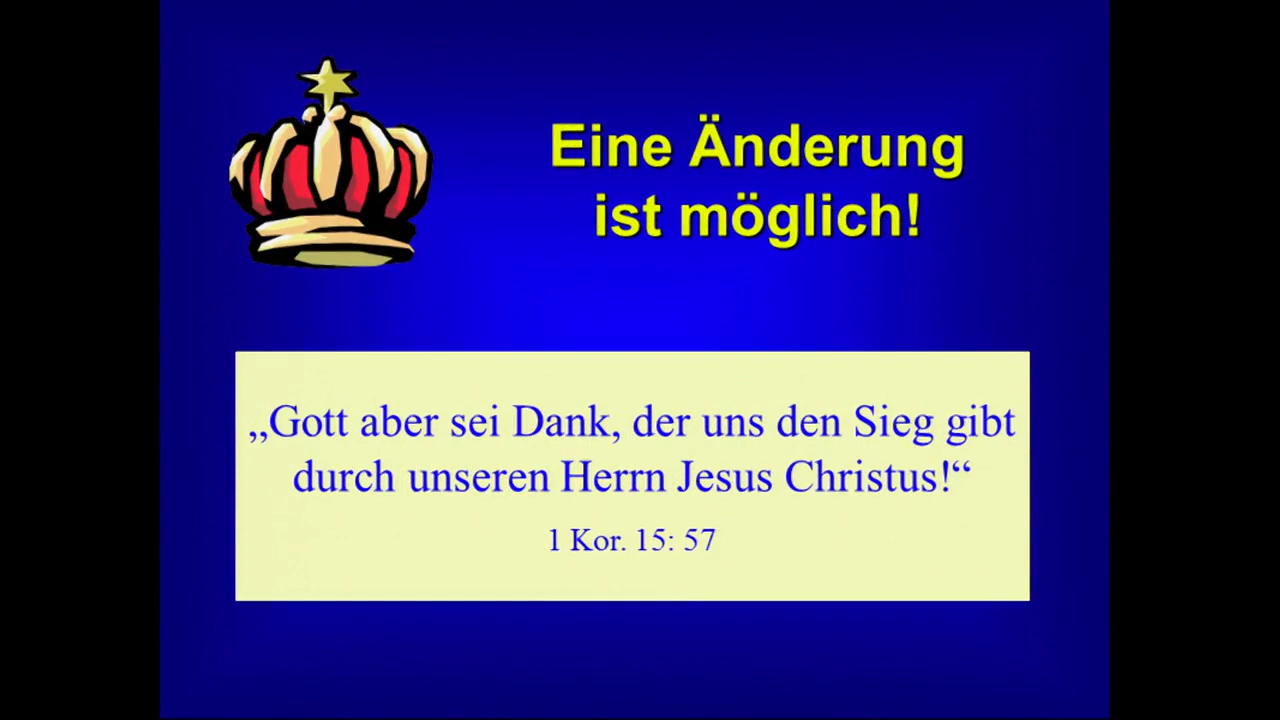 Eine Änderung
ist möglich!
„Gott aber sei Dank, der uns den Sieg gibt
durch unseren Herrn Jesus Christus!“
1 Kor. 15: 57